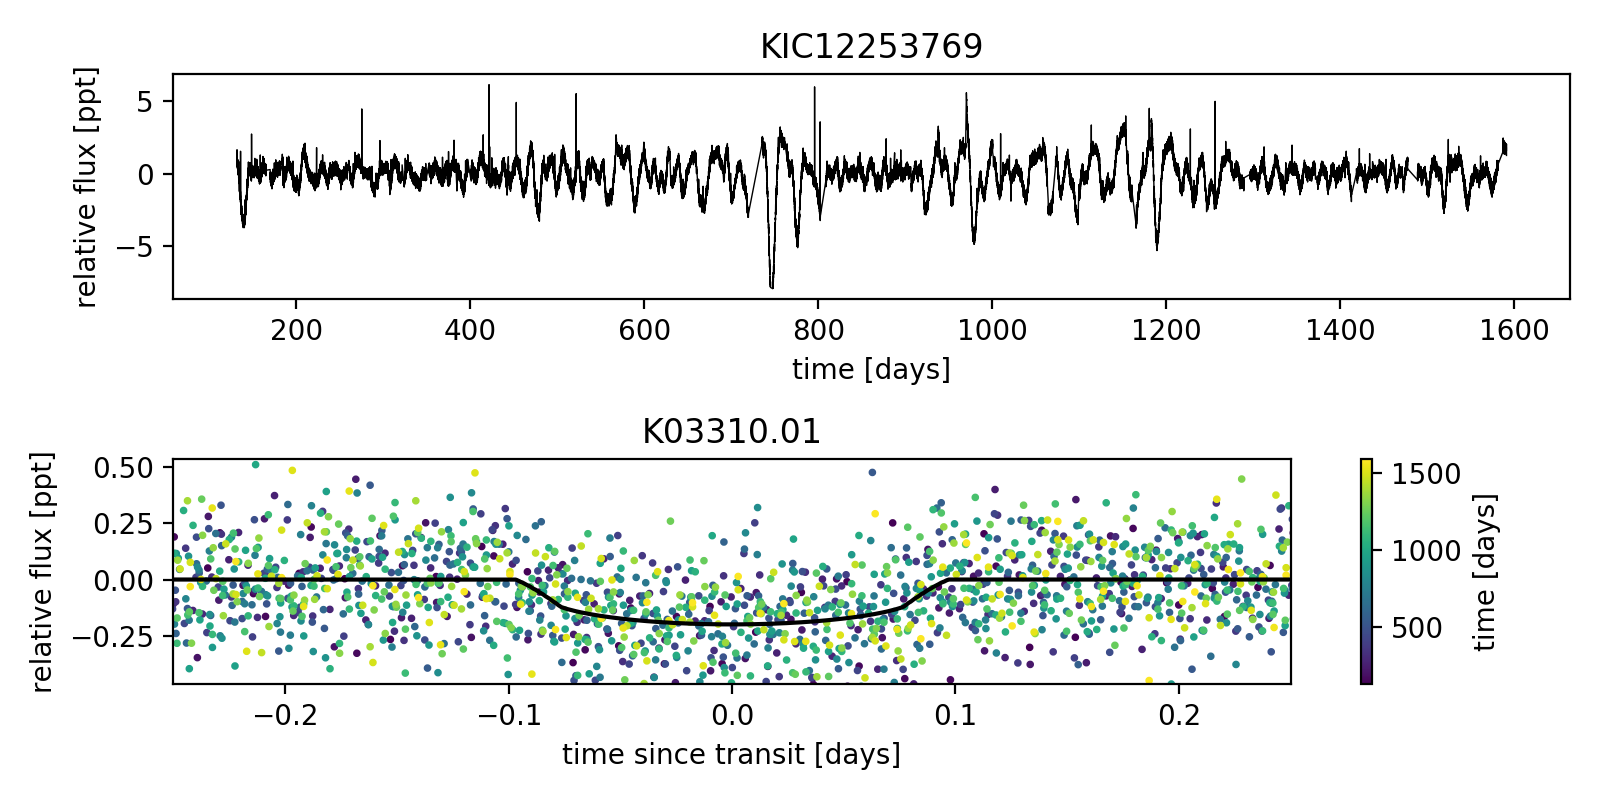 KIC12253769
relative flux [ppt]
5
0
−5
200 400 600 800 1000 1200 1400 1600
time [days]
K03310.01
relative flux [ppt]
0.50
0.25
0.00
−0.25
−0.2 −0.1 0.0 0.1 0.2
time since transit [days]
1500
1000
500
time [days]